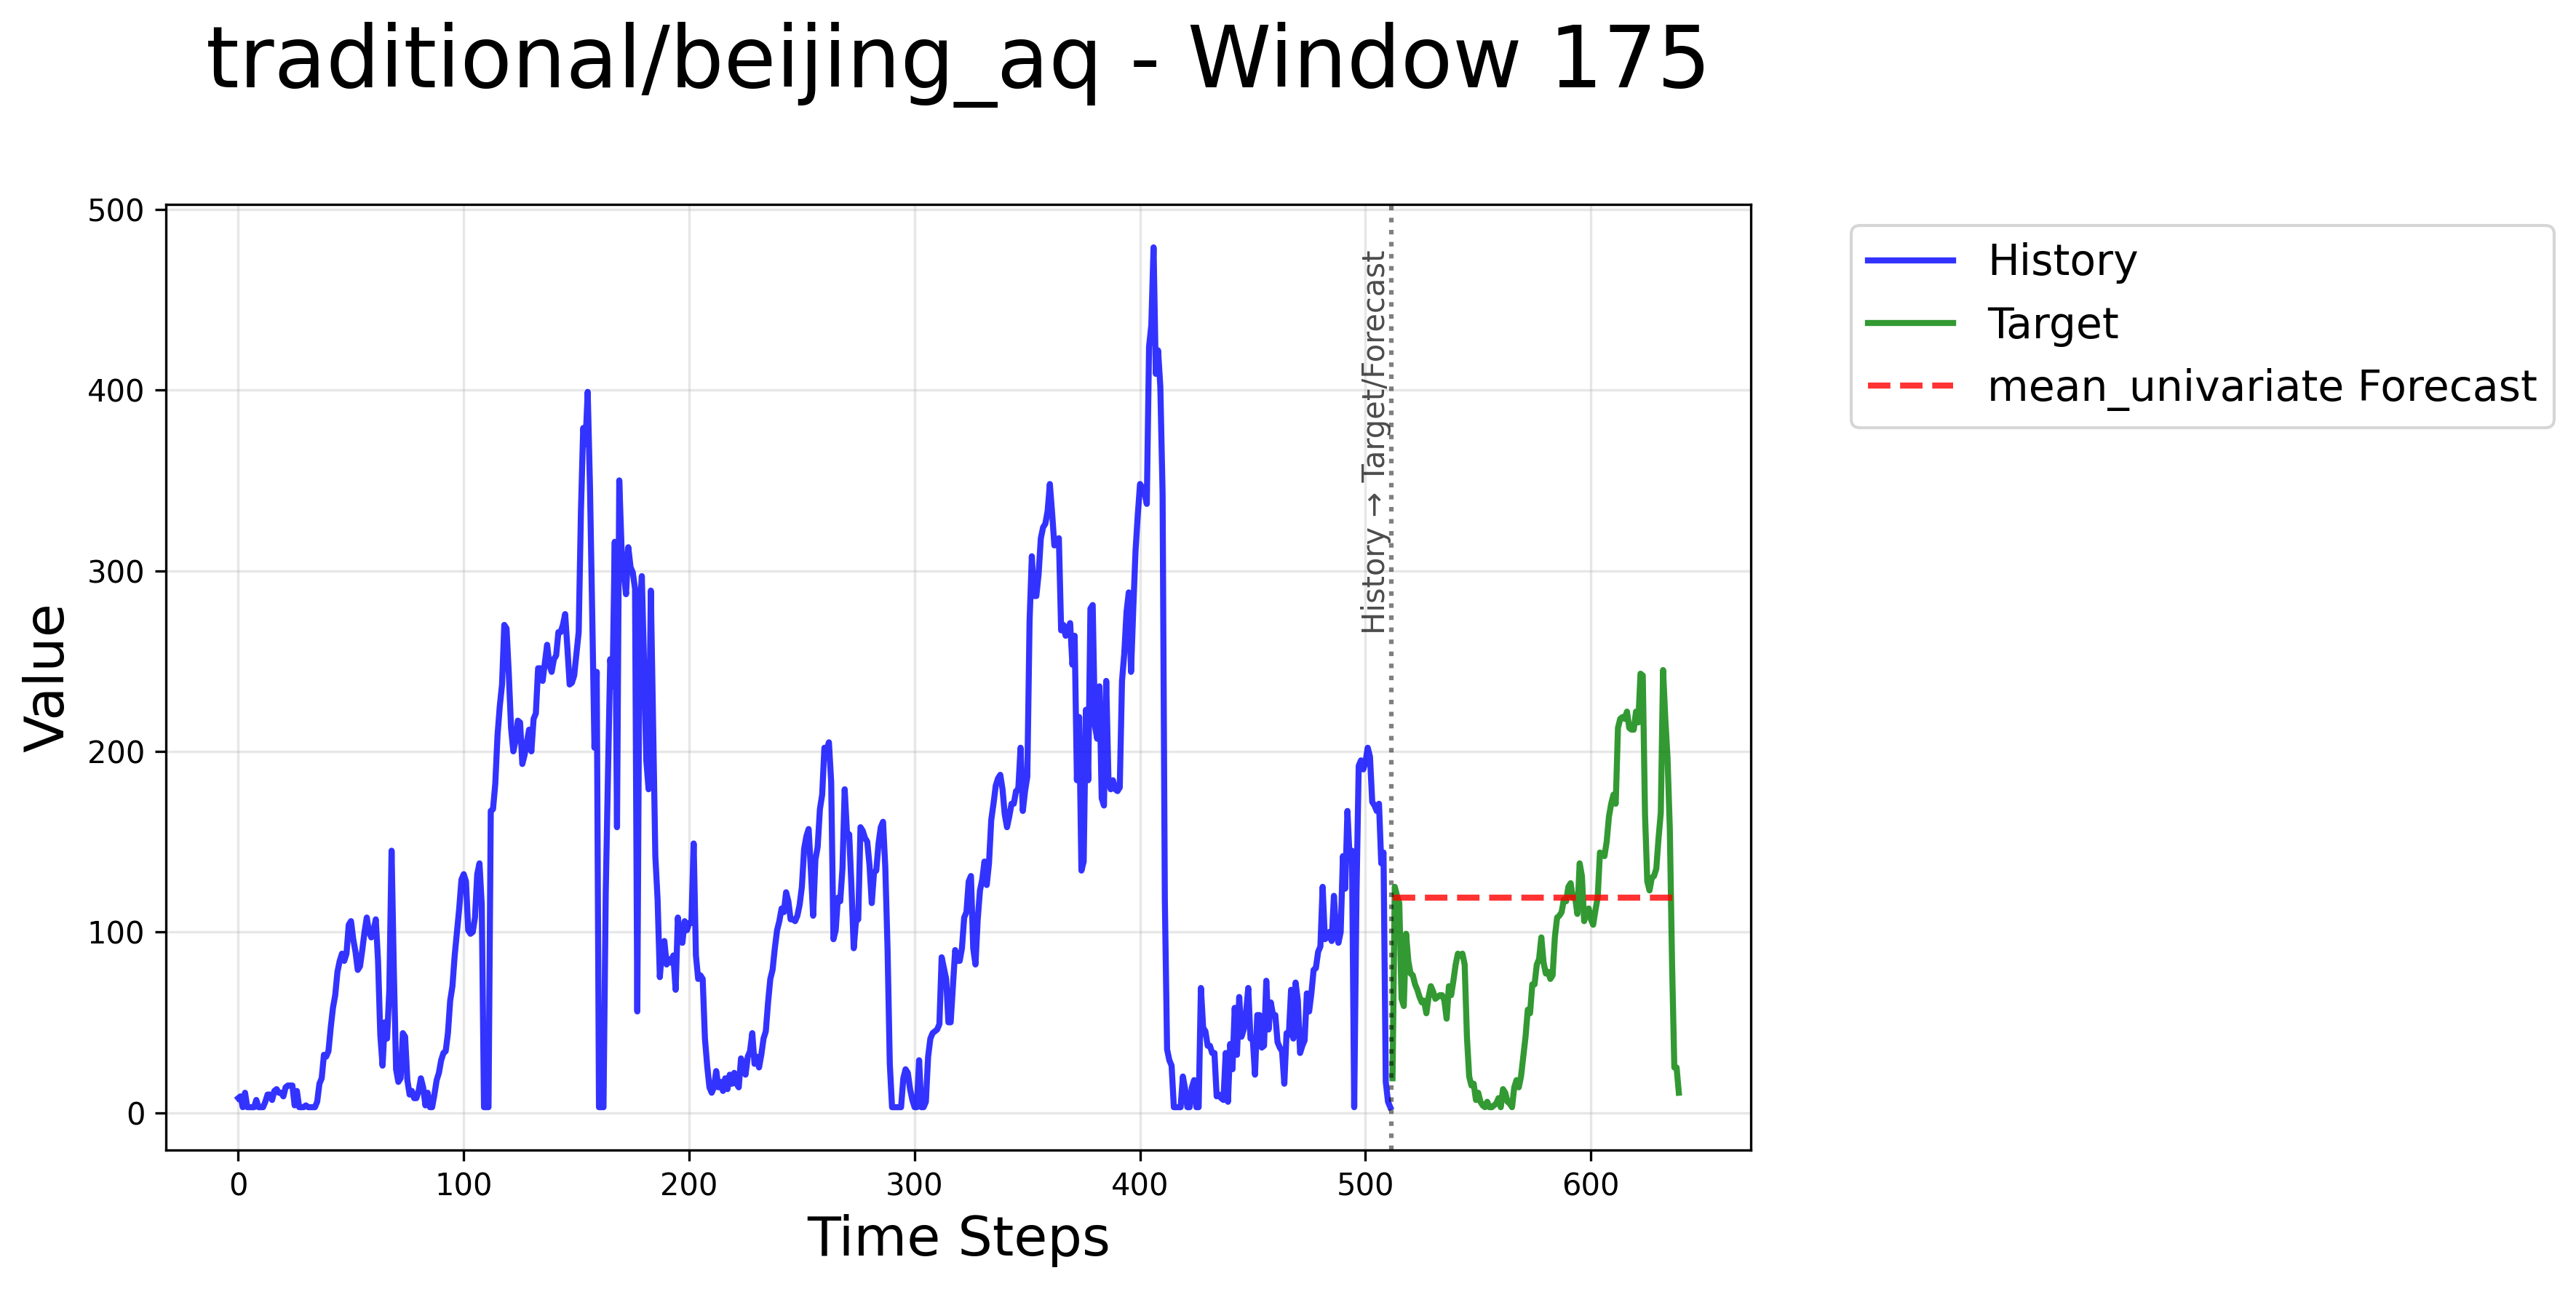 traditional/beijing_aq - Window 175
500
400
300
200
100
0
Value
0 100 200 300 400 500 600
Time Steps
History → Target/Forecast
History
Target
mean_univariate Forecast